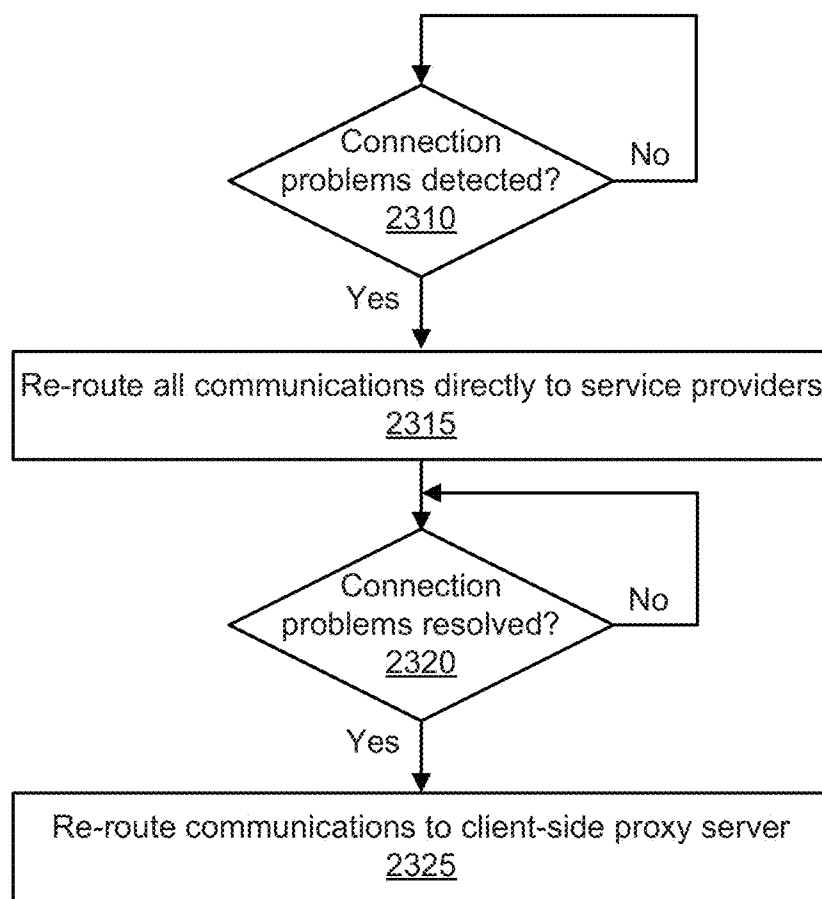 Connection
problems detected?
2310
No
Yes
Re-route all communications directly to service providers
2315
Connection
problems resolved?
2320
No
Yes
Re-route communications to client-side proxy server
2325